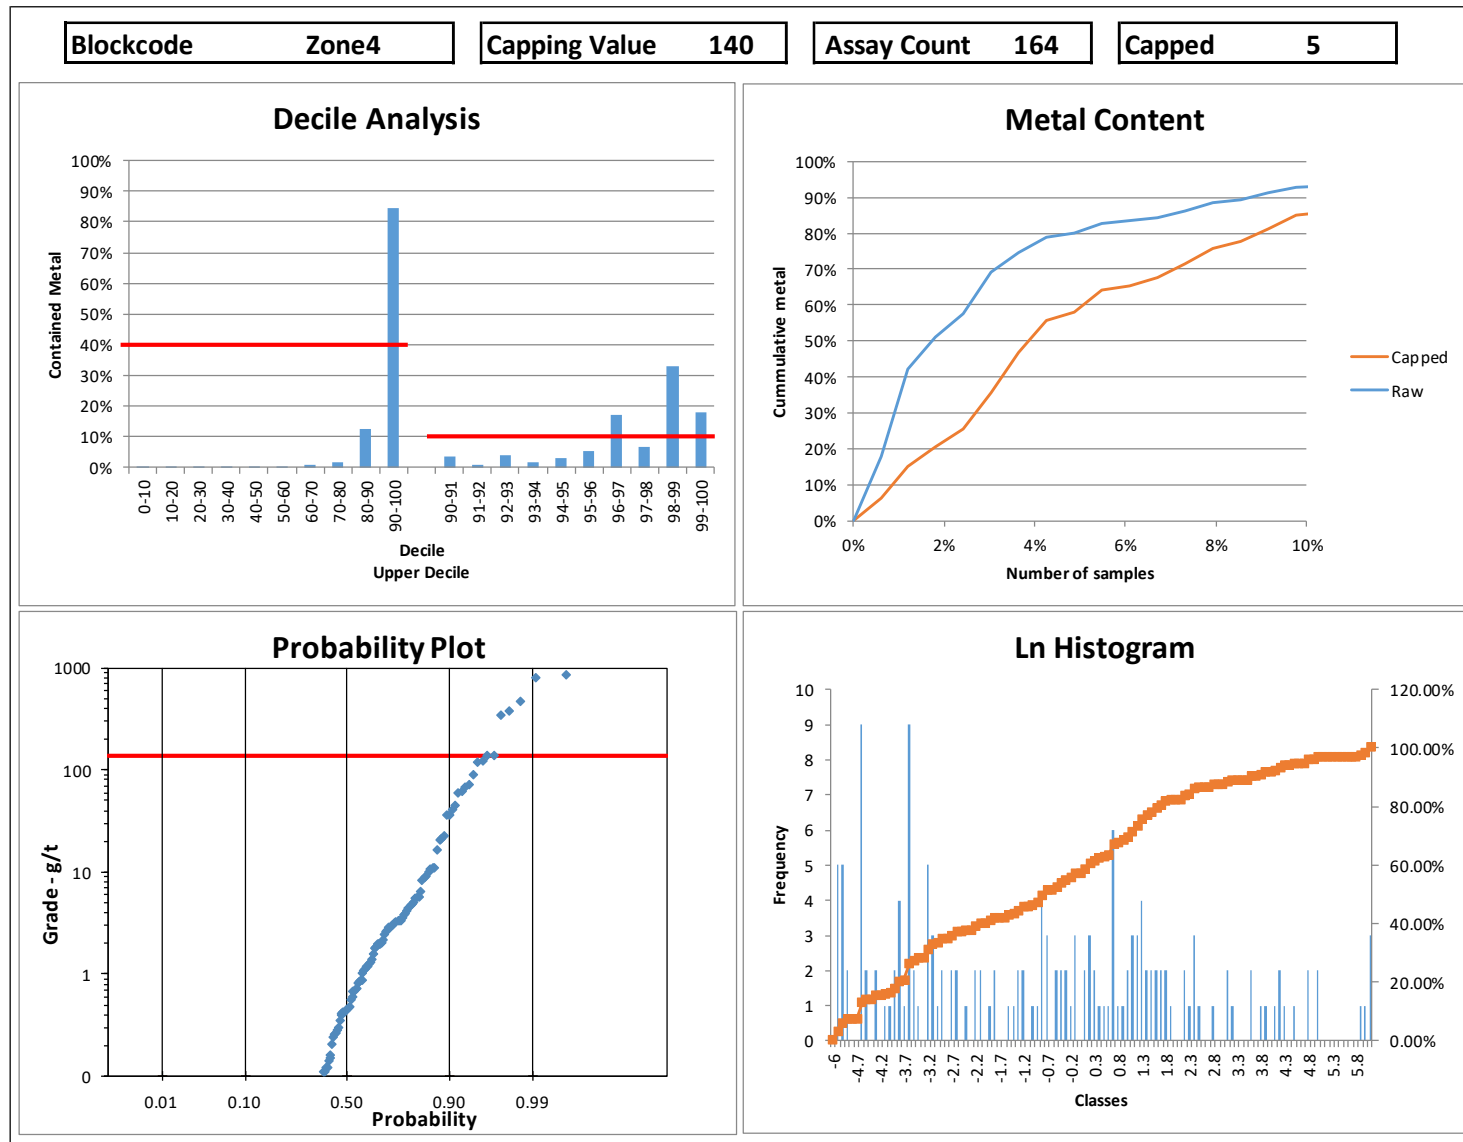 Blockcode Zone4 Capping Value 140 Assay Count 164 Capped 5
Decile Analysis
100%
90%
80%
70%
60%
50%
40%
30%
20%
10%
0%
Contained Metal
0-10 10-20 20-30 30-40 40-50 50-60 60-70 70-80 80-90 90-100 90-91 91-92 92-93 93-94 94-95 95-96 96-97 97-98 98-99 99-100
Decile
Upper Decile
Metal Content
100%
90%
80%
70%
60%
50%
40%
30%
20%
10%
0%
Cummulative metal
0% 2% 4% 6% 8% 10%
Number of samples
Capped
Raw
Probability Plot
1000
100
10
1
0
Grade - g/t
0.01 0.10 0.50 0.90 0.99
Probability
Ln Histogram
10
9
8
7
6
5
4
3
2
1
0
Frequency
120.00%
100.00%
80.00%
60.00%
40.00%
20.00%
0.00%
-6 -4.7 -4.2 -3.7 -3.2 -2.7 -2.2 -1.7 -1.2 -0.7 -0.2 0.3 0.8 1.3 1.8 2.3 2.8 3.3 3.8 4.3 4.8 5.3 5.8
Classes